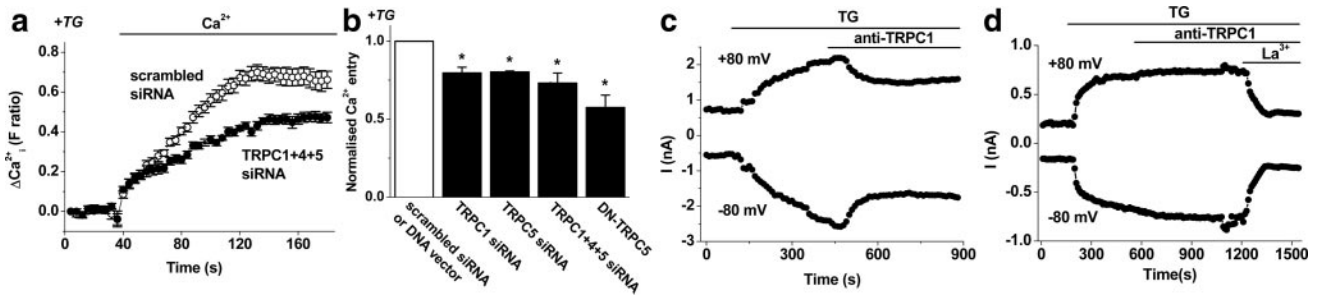 a
+TG
Ca²⁺
ΔCa²⁺ᵢ (F ratio)
0.8
0.6
0.4
0.2
0.0
scrambled
siRNA
TRPC1+4+5
siRNA
0 40 80 120 160
Time (s)
b
+TG
Normalised Ca²⁺ entry
1.0
0.5
0.0
* * * *
scrambled siRNA
or DNA vector
TRPC1 siRNA
TRPC5 siRNA
TRPC1+4+5 siRNA
DN-TRPC5
c
TG
anti-TRPC1
+80 mV
-80 mV
I (nA)
3
2
1
0
-1
-2
-3
0 300 600 900
Time (s)
d
TG
anti-TRPC1
La³⁺
+80 mV
-80 mV
I (nA)
1.0
0.5
0.0
-0.5
-1.0
0 300 600 900 1200 1500
Time(s)